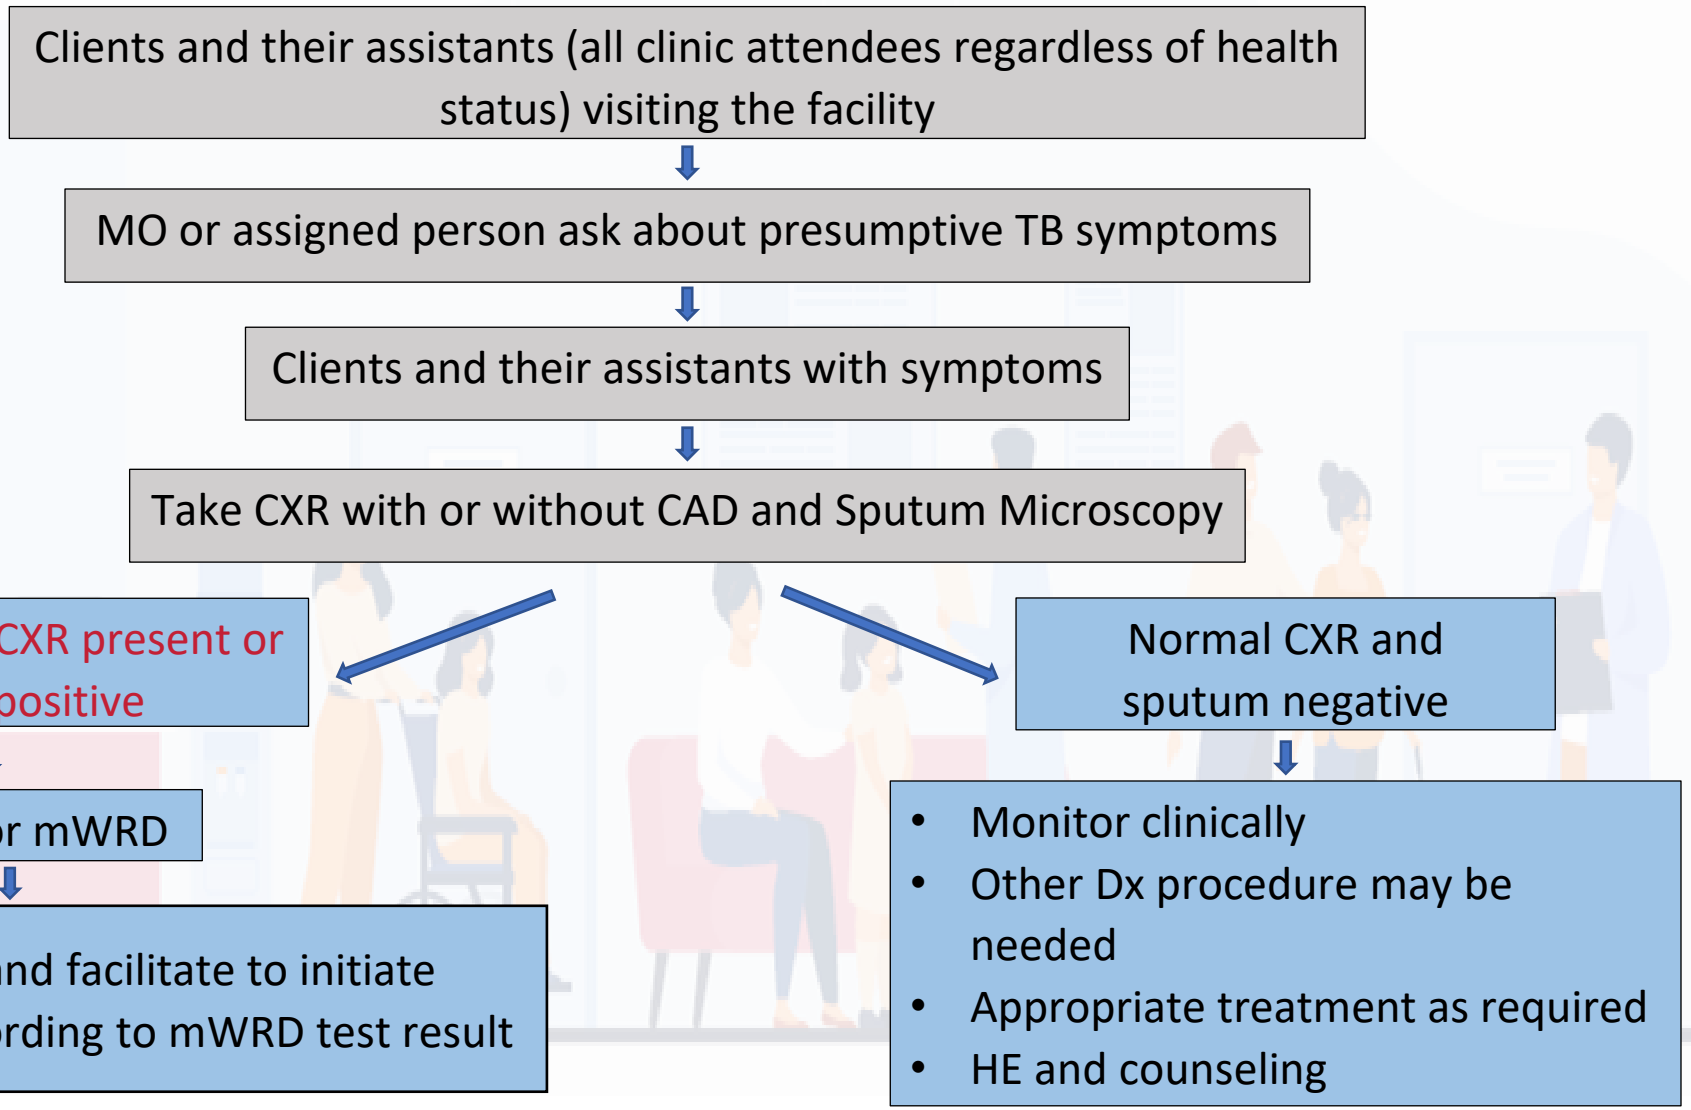 Clients and their assistants (all clinic attendees regardless of health
status) visiting the facility
MO or assigned person ask about presumptive TB symptoms
Clients and their assistants with symptoms
Take CXR with or without CAD and Sputum Microscopy
CXR present or
positive
or mWRD
and facilitate to initiate
ording to mWRD test result
Normal CXR and
sputum negative
• Monitor clinically
• Other Dx procedure may be
needed
• Appropriate treatment as required
• HE and counseling